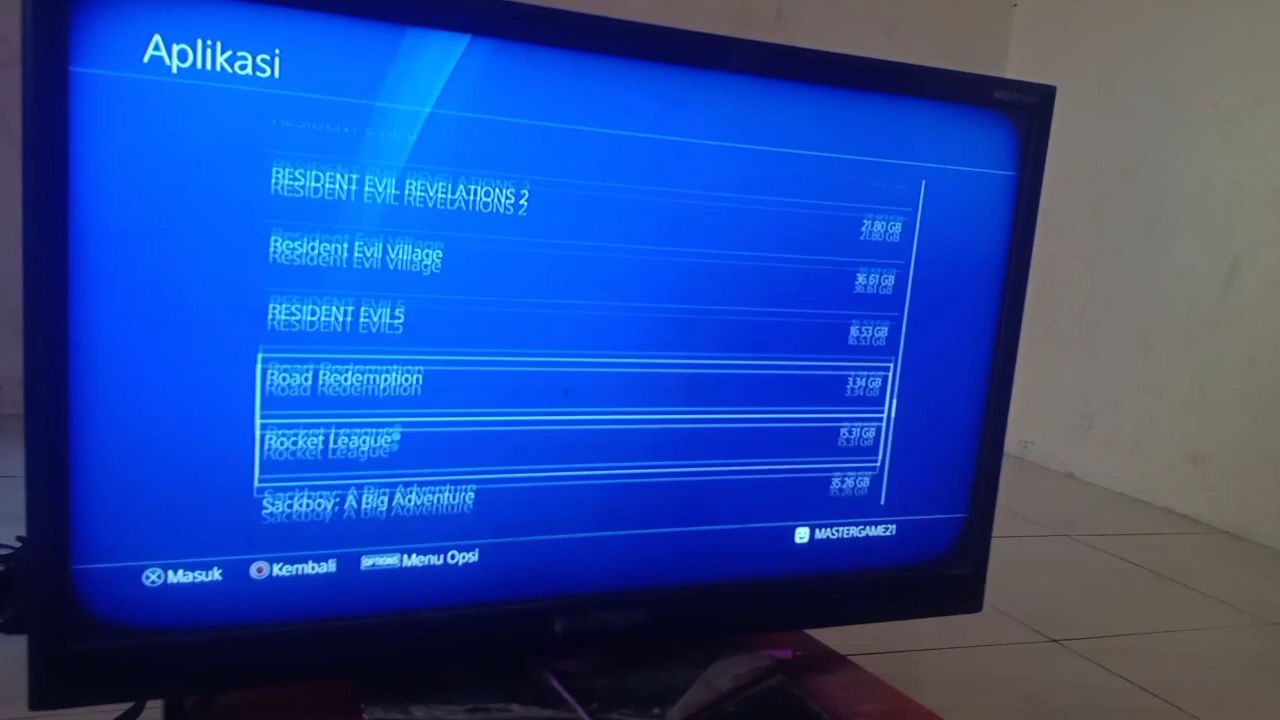 Aplikasi
RESIDENT EVIL REVELATIONS 2
21.80 GB
Resident Evil Village
36.61 GB
RESIDENT EVIL5
16.53 GB
Road Redemption
3.34 GB
Rocket League®
15.31 GB
Sackboy: A Big Adventure
35.26 GB
MASTERGAME21
Masuk Kembali OPTIONS Menu Opsi